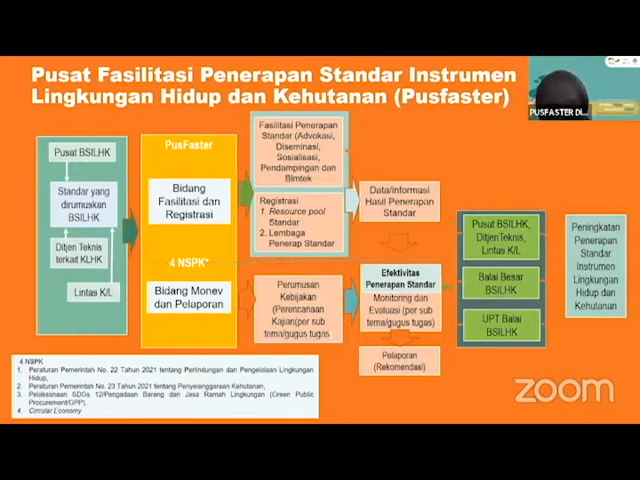 Pusat Fasilitasi Penerapan Standar Instrumen
Lingkungan Hidup dan Kehutanan (Pusfaster)
PUSFASTER DI...
Pusat BSILHK
Standar yang
dirumuskan
BSILHK
Ditjen Teknis
terkait KLHK
Lintas K/L
PusFaster
Bidang
Fasilitasi dan
Registrasi
4 NSPK*
Bidang Monev
dan Pelaporan
Fasilitasi Penerapan
Standar (Advokasi,
Diseminasi,
Sosialisasi,
Pendampingan dan
Bimtek
Registrasi
1. Resource pool
Standar
2. Lembaga
Penerap Standar
Perumusan
Kebijakan
(Perencanaan
Kajian(per sub
tema/gugus tugas
Data/informasi
Hasil Penerapan
Standar
Efektivitas
Penerapan Standar
Monitoring dan
Evaluasi (per sub
tema/gugus tugas)
Pelaporan
(Rekomendasi)
Pusat BSILHK,
DitjenTeknis,
Lintas K/L
Balai Besar
BSILHK
UPT Balai
BSILHK
Peningkatan
Penerapan
Standar
Instrumen
Lingkungan
Hidup dan
Kehutanan
4 NSPK
1. Peraturan Pemerintah No. 22 Tahun 2021 tentang Perlindungan dan Pengelolaan Lingkungan
Hidup,
2. Peraturan Pemerintah No. 23 Tahun 2021 tentang Penyelenggaraan Kehutanan,
3. Pelaksanaan SDGs 12/Pengadaan Barang dan Jasa Ramah Lingkungan (Green Public
Procurement/GPP).
4. Circular Economy
zoom